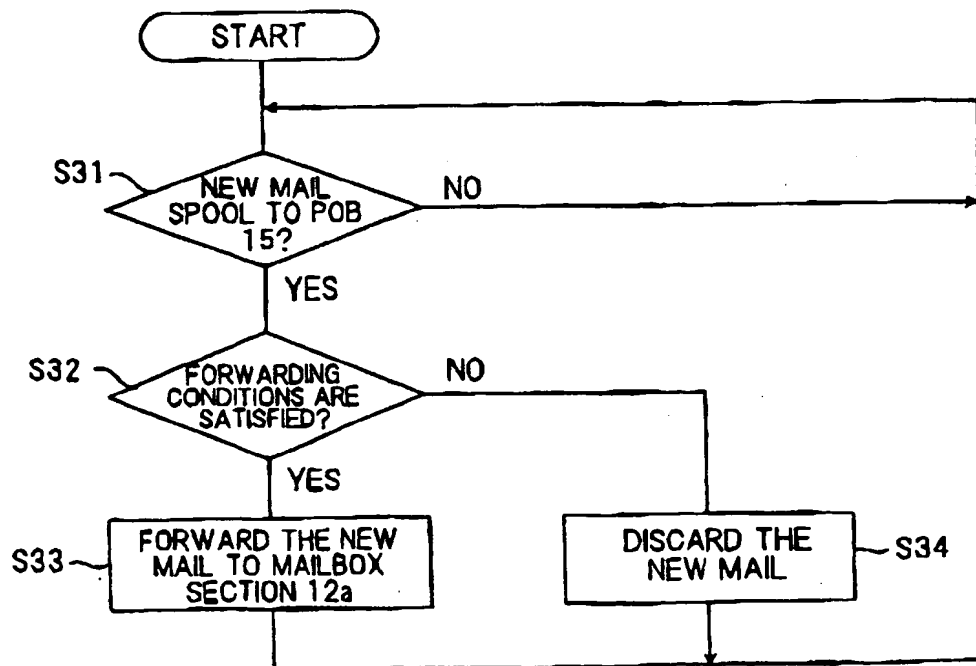 START
S31
NEW MAIL
SPOOL TO POB
15?
NO
YES
S32
FORWARDING
CONDITIONS ARE
SATISFIED?
NO
YES
S33
FORWARD THE NEW
MAIL TO MAILBOX
SECTION 12a
DISCARD THE
NEW MAIL
S34